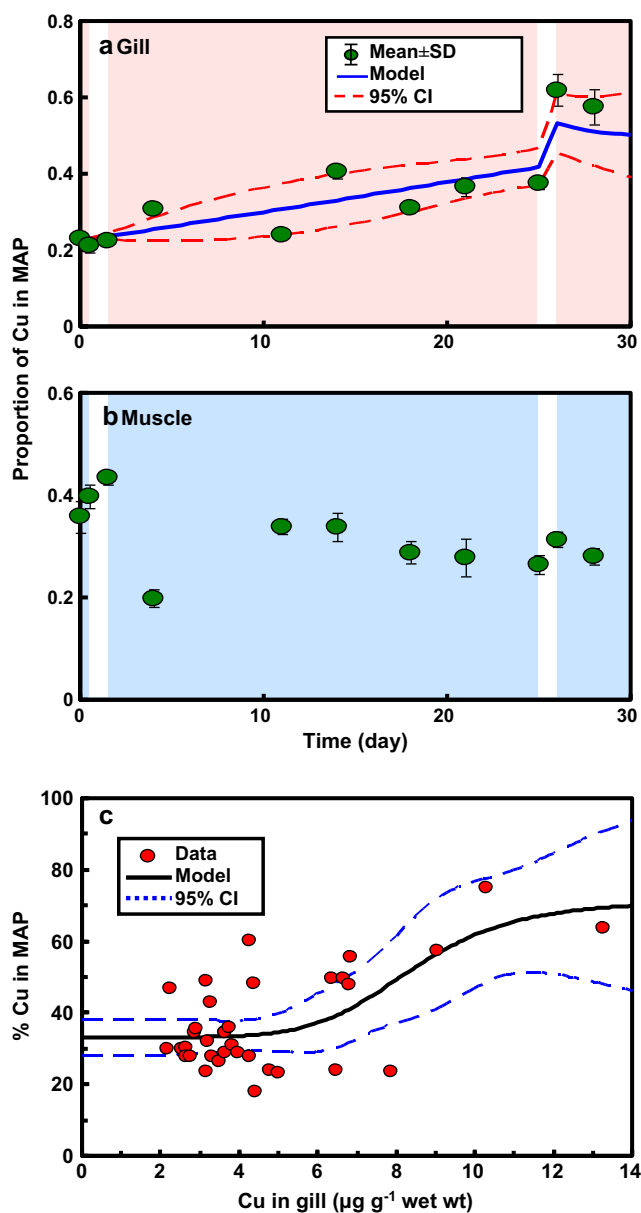 0.8
a Gill
Mean±SD
Model
95% CI
0.6
0.4
0.2
0
0 10 20 30
Proportion of Cu in MAP
0.6
b Muscle
0.4
0.2
0
0 10 20 30
Time (day)
100
c
Data
Model
95% CI
80
60
40
20
0
% Cu in MAP
0 2 4 6 8 10 12 14
Cu in gill (µg g⁻¹ wet wt)